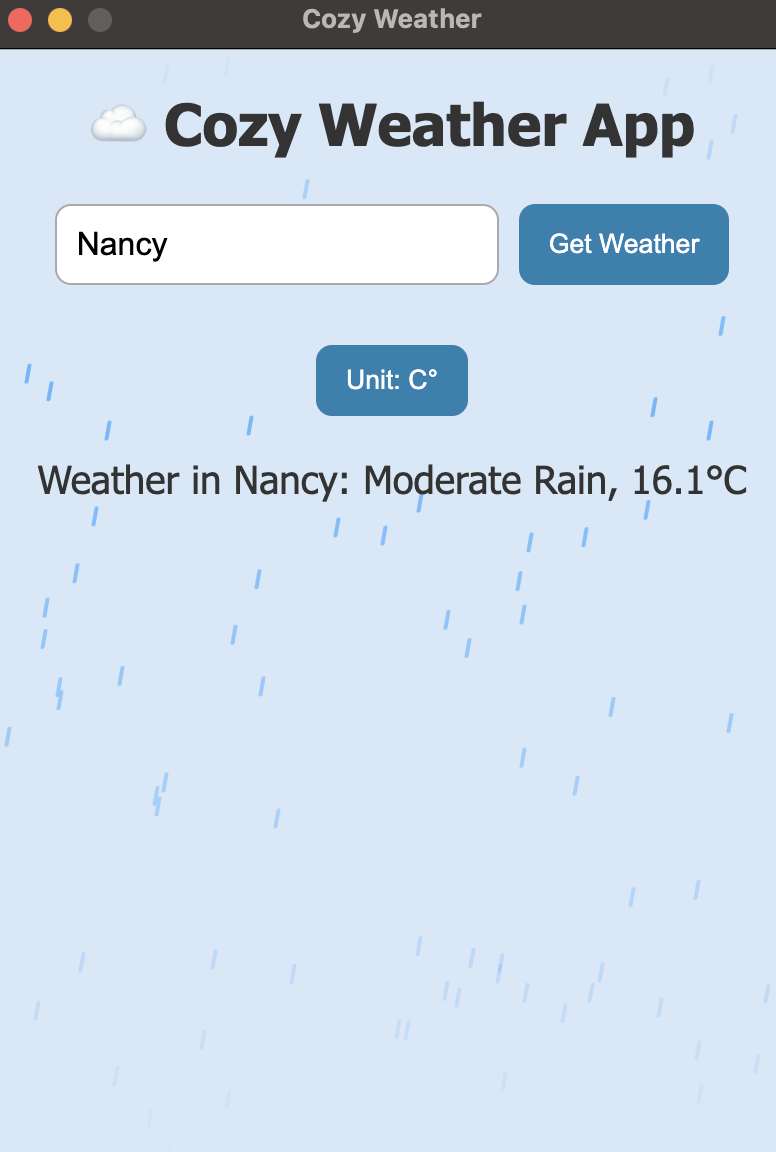 Cozy Weather
☁️ Cozy Weather App
Nancy
Get Weather
Unit: C°
Weather in Nancy: Moderate Rain, 16.1°C